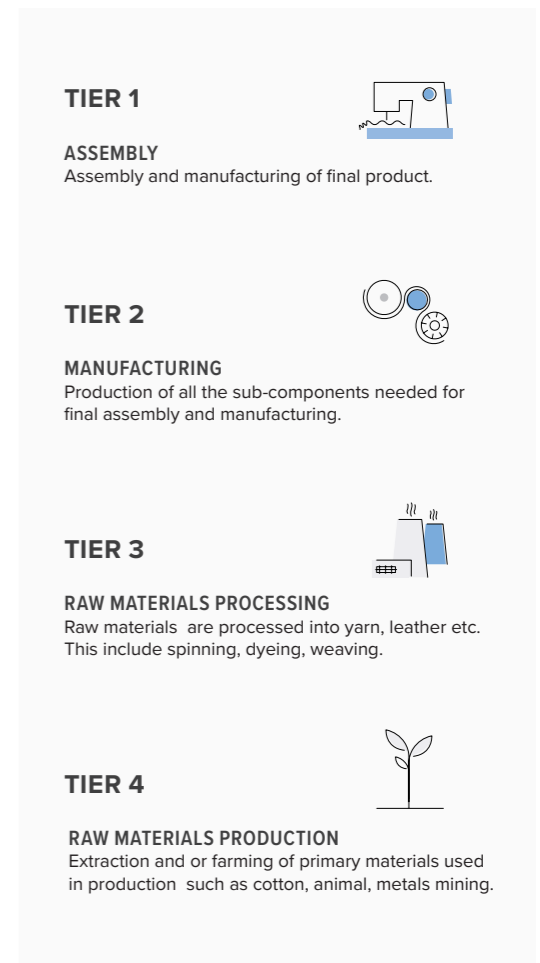 TIER 1
ASSEMBLY
Assembly and manufacturing of final product.
TIER 2
MANUFACTURING
Production of all the sub-components needed for
final assembly and manufacturing.
TIER 3
RAW MATERIALS PROCESSING
Raw materials  are processed into yarn, leather etc.
This include spinning, dyeing, weaving.
TIER 4
RAW MATERIALS PRODUCTION
Extraction and or farming of primary materials used
in production  such as cotton, animal, metals mining.